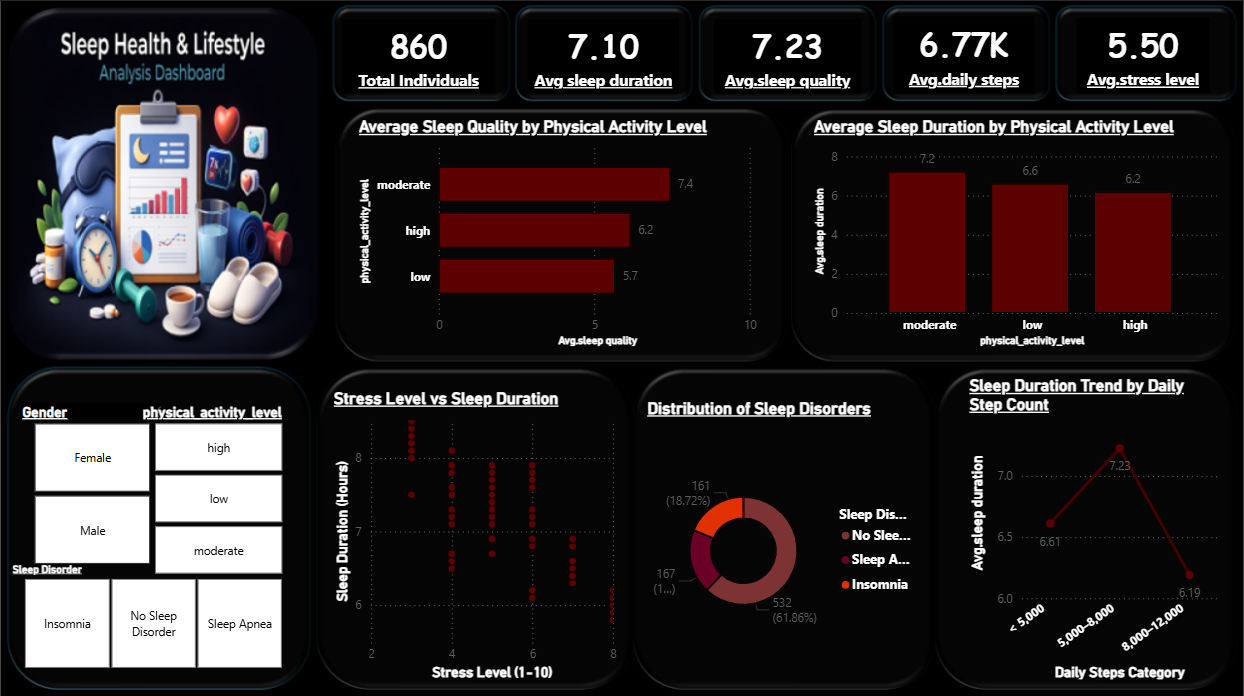 Sleep Health & Lifestyle
Analysis Dashboard
860
Total Individuals
7.10
Avg sleep duration
7.23
Avg.sleep quality
6.77K
Avg.daily steps
5.50
Avg.stress level
Average Sleep Quality by Physical Activity Level
physical_activity_level
moderate
7.4
high
6.2
low
5.7
0
5
10
Avg.sleep quality
Average Sleep Duration by Physical Activity Level
Avg.sleep duration
8
6
4
2
0
7.2
6.6
6.2
moderate
low
high
physical_activity_level
Gender
Female
Male
physical_activity_level
high
low
moderate
Sleep Disorder
Insomnia
No Sleep
Disorder
Sleep Apnea
Stress Level vs Sleep Duration
Sleep Duration (Hours)
8
7
6
2
4
6
8
Stress Level (1-10)
Distribution of Sleep Disorders
161
(18.72%)
167
(1...)
532
(61.86%)
Sleep Dis...
No Slee...
Sleep A...
Insomnia
Sleep Duration Trend by Daily
Step Count
Avg.sleep duration
7.0
6.5
6.0
6.61
7.23
6.19
< 5,000
5,000–8,000
8,000–12,000
Daily Steps Category